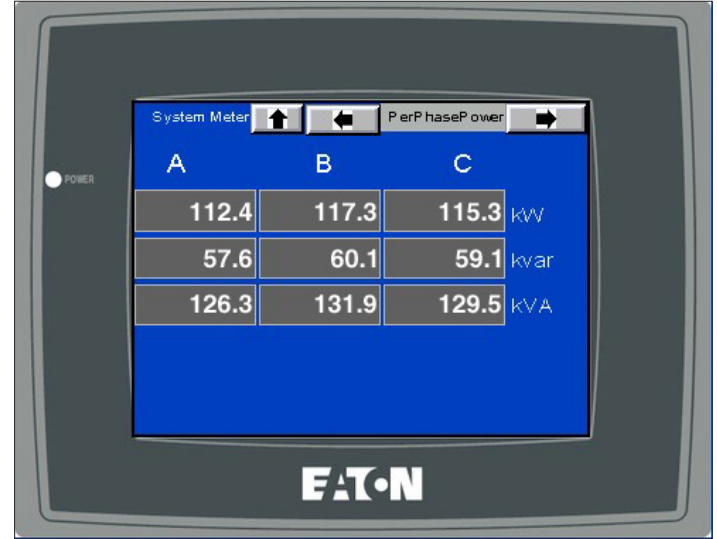 System Meter PerPhasePower
A B C
POWER
112.4 117.3 115.3 kW
57.6 60.1 59.1 kvar
126.3 131.9 129.5 kVA
EATON